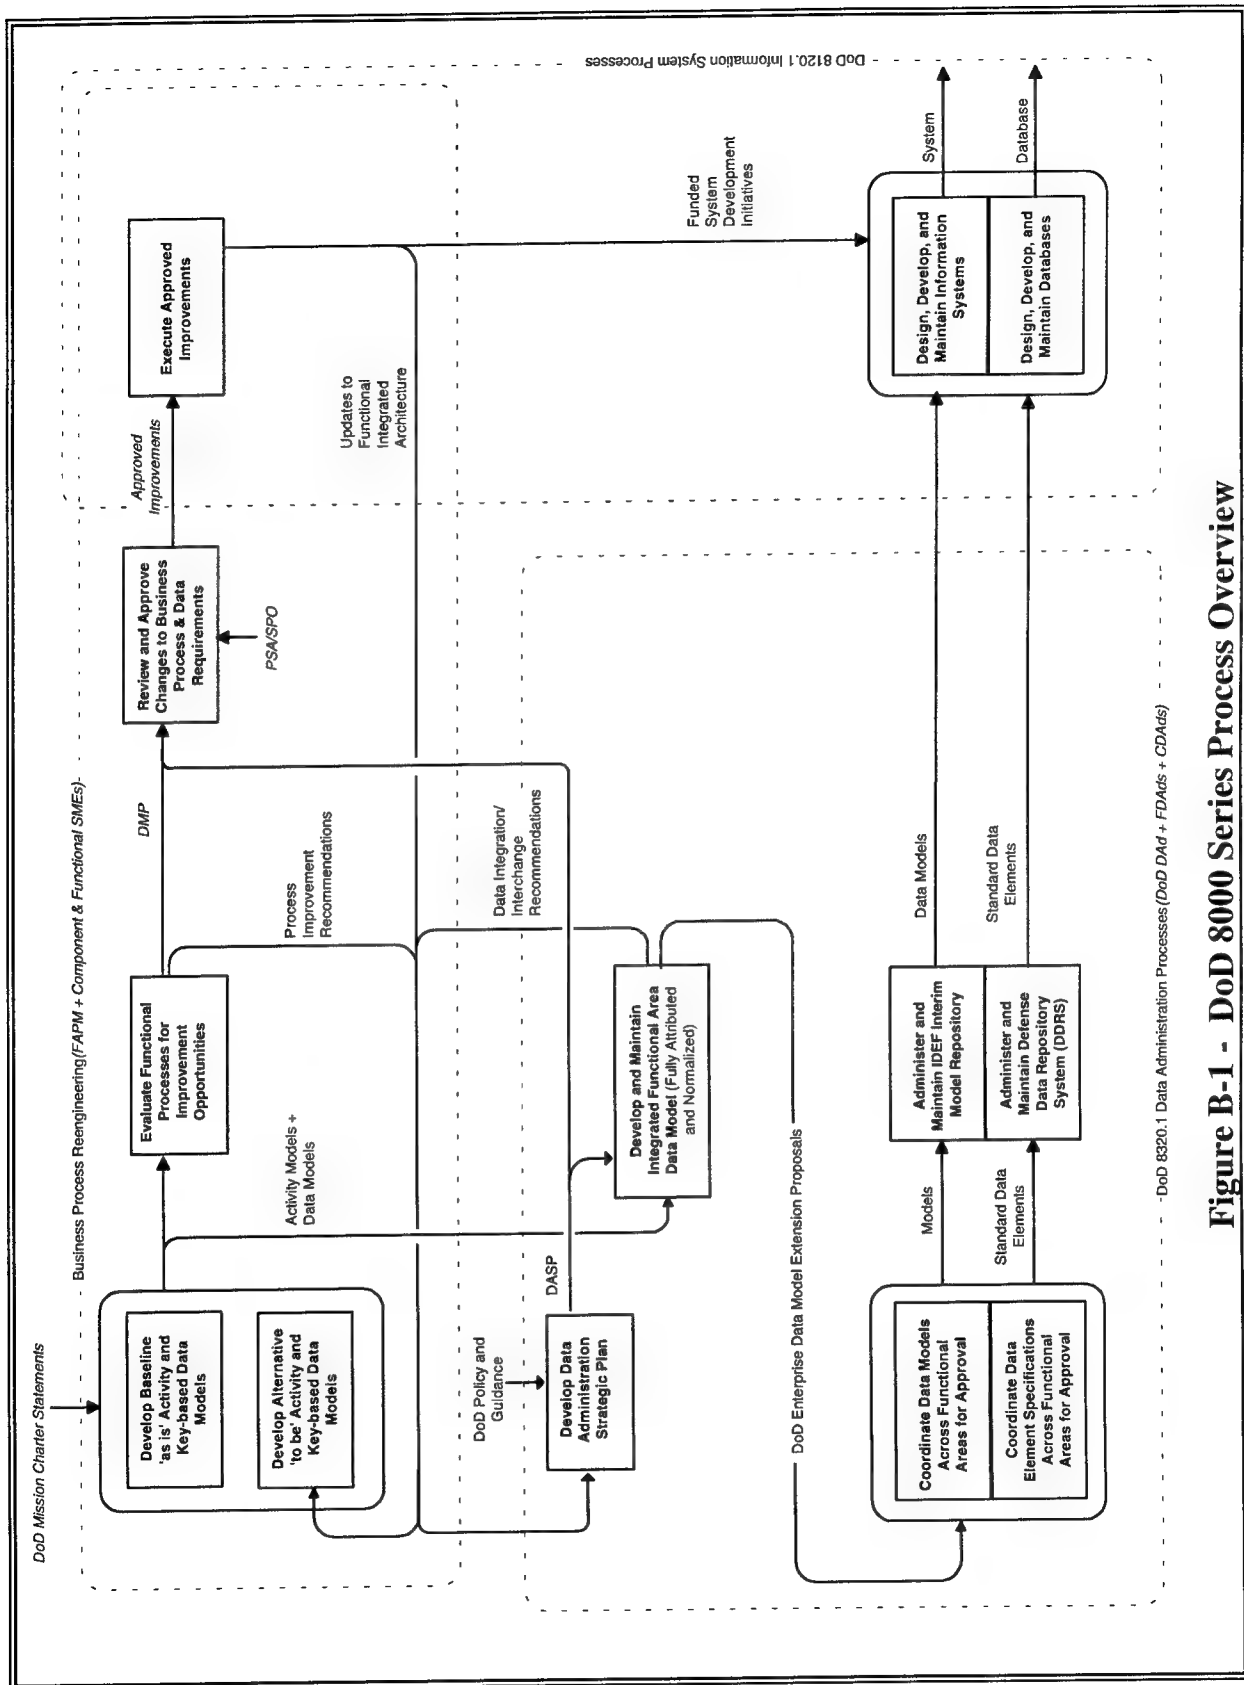 DoD Mission Charter Statements
Business Process Reengineering(FAPM + Component & Functional SMEs)
Develop Baseline
'as is' Activity and
Key-based Data
Models
Develop Alternative
'to be' Activity and
Key-based Data
Models
Activity Models +
Data Models
Evaluate Functional
Processes for
Improvement
Opportunities
DMP
Process
Improvement
Recommendations
Review and Approve
Changes to Business
Process & Data
Requirements
PSA/SPO
Approved
Improvements
Execute Approved
Improvements
Updates to
Functional
Integrated
Architecture
Funded
System
Development
Initiatives
DoD 8120.1 Information System Processes
DoD Policy and
Guidance
Develop Data
Administration
Strategic Plan
DASP
Data Integration/
Interchange
Recommendations
Develop and Maintain
Integrated Functional Area
Data Model (Fully Attributed
and Normalized)
DoD Enterprise Data Model Extension Proposals
Coordinate Data Models
Across Functional
Areas for Approval
Coordinate Data
Element Specifications
Across Functional
Areas for Approval
Models
Standard Data
Elements
Administer and
Maintain IDEF Interim
Model Repository
Administer and
Maintain Defense
Data Repository
System (DDRS)
Data Models
Standard Data
Elements
Design, Develop, and
Maintain Information
Systems
Design, Develop, and
Maintain Databases
System
Database
DoD 8320.1 Data Administration Processes(DoD DAd + FDAds + CDAds)
Figure B-1 - DoD 8000 Series Process Overview